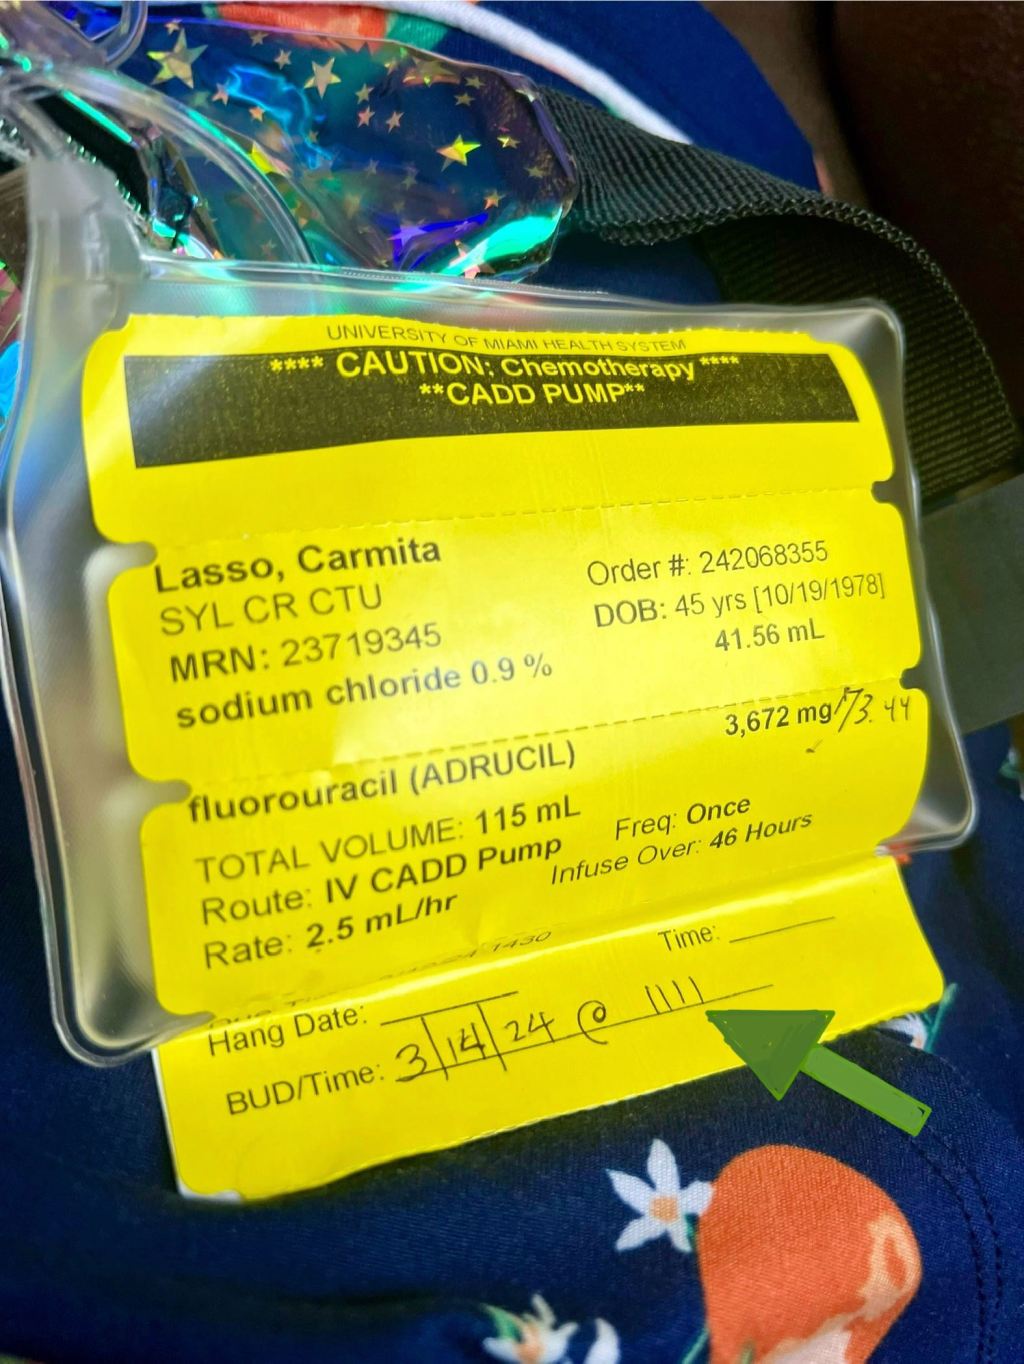 UNIVERSITY OF MIAMI HEALTH SYSTEM
**** CAUTION: Chemotherapy ****
**CADD PUMP**
Lasso, Carmita
SYL CR CTU
MRN: 23719345
Order #: 242068355
DOB: 45 yrs [10/19/1978]
sodium chloride 0.9 % 41.56 mL
fluorouracil (ADRUCIL) 3,672 mg/73.44
TOTAL VOLUME: 115 mL
Route: IV CADD Pump Freq: Once
Rate: 2.5 mL/hr Infuse Over: 46 Hours
1430
Hang Date: Time:
BUD/Time: 3/14/24 @ 1111